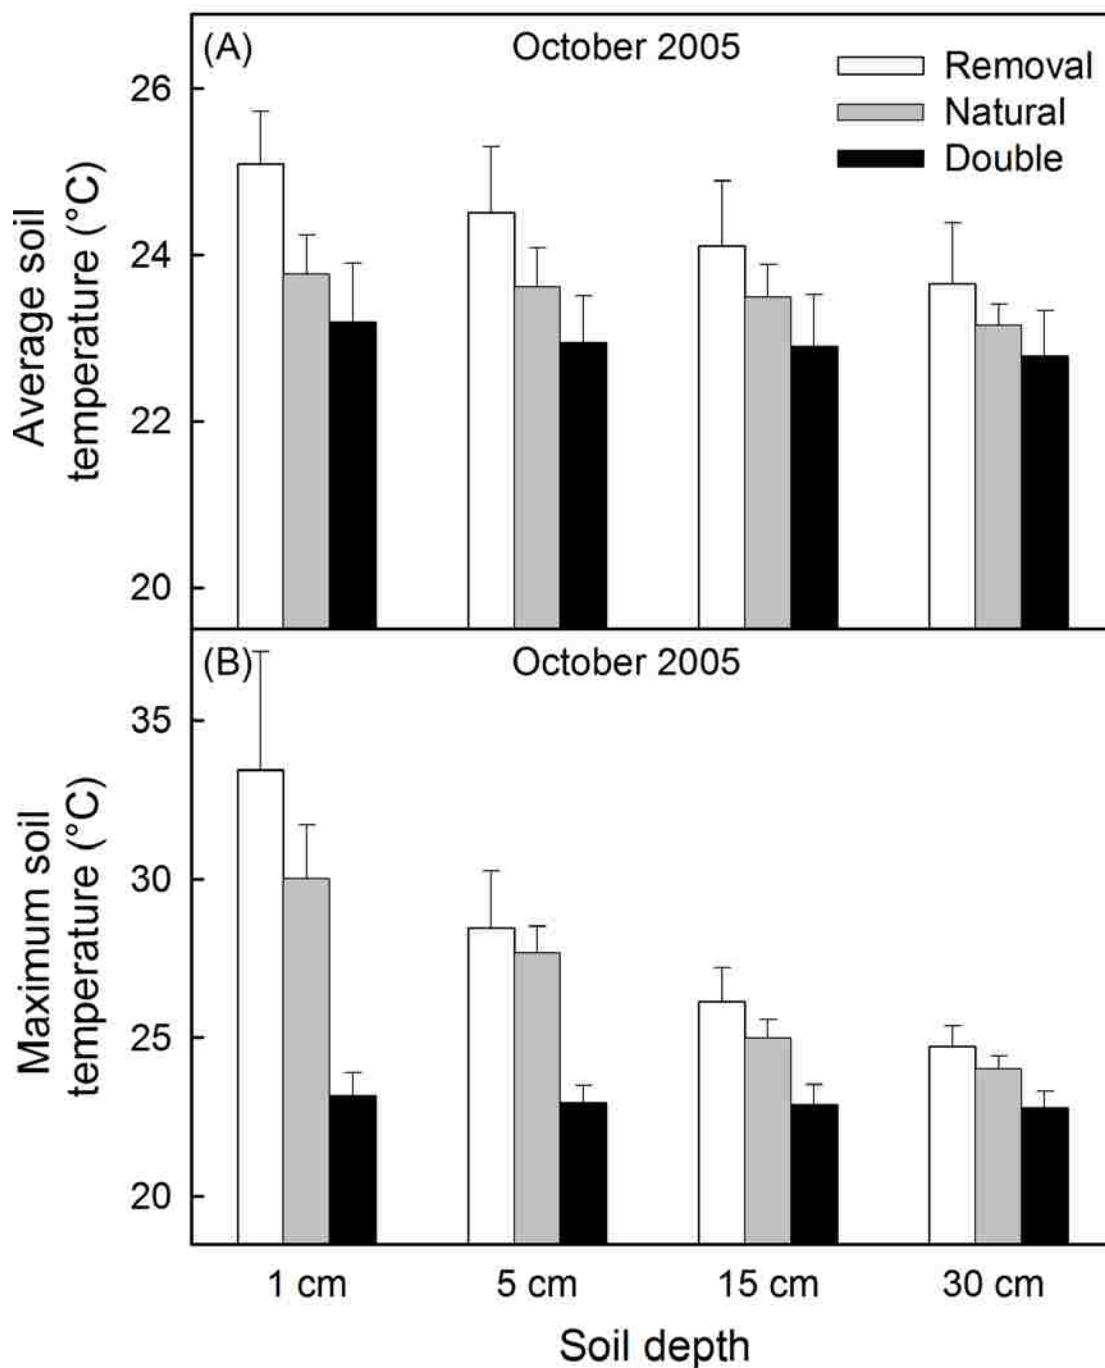 (A)
October 2005
Removal
Natural
Double
Average soil
temperature (°C)
26
24
22
20
(B)
October 2005
Maximum soil
temperature (°C)
35
30
25
20
1 cm
5 cm
15 cm
30 cm
Soil depth